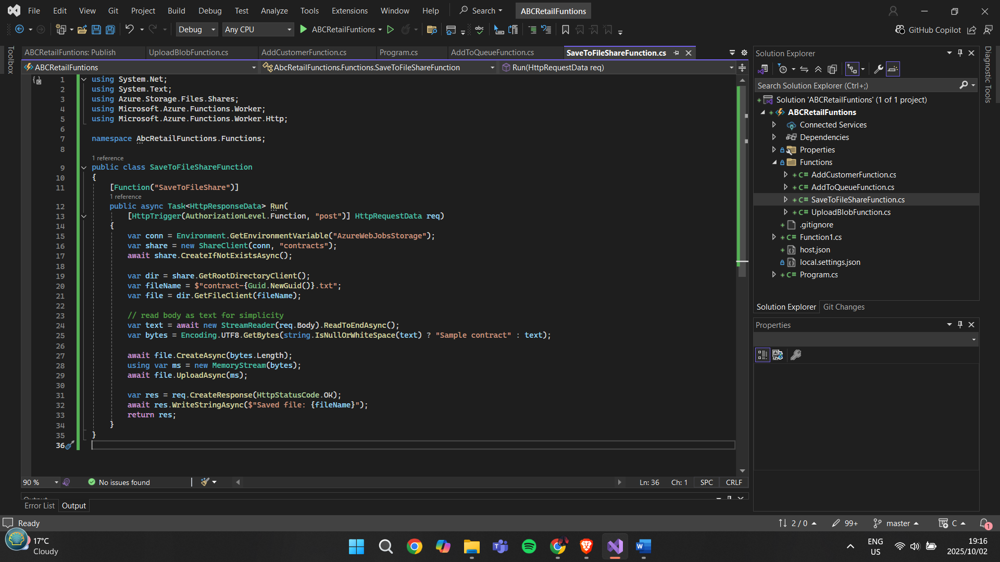 File Edit View Git Project Build Debug Test Analyze Tools Extensions Window Help Search ABCRetailFuntions
Debug Any CPU ABCRetailFuntions GitHub Copilot
Toolbox
ABCRetailFuntions: Publish UploadBlobFunction.cs AddCustomerFunction.cs Program.cs AddToQueueFunction.cs SaveToFileShareFunction.cs
ABCRetailFuntions AbcRetailFunctions.Functions.SaveToFileShareFunction Run(HttpRequestData req)
1 using System.Net;
2 using System.Text;
3 using Azure.Storage.Files.Shares;
4 using Microsoft.Azure.Functions.Worker;
5 using Microsoft.Azure.Functions.Worker.Http;
6
7 namespace AbcRetailFunctions.Functions;
8
1 reference
9 public class SaveToFileShareFunction
10 {
11 [Function("SaveToFileShare")]
1 reference
12 public async Task<HttpResponseData> Run(
13 [HttpTrigger(AuthorizationLevel.Function, "post")] HttpRequestData req)
14 {
15 var conn = Environment.GetEnvironmentVariable("AzureWebJobsStorage");
16 var share = new ShareClient(conn, "contracts");
17 await share.CreateIfNotExistsAsync();
18
19 var dir = share.GetRootDirectoryClient();
20 var fileName = $"contract-{Guid.NewGuid()}.txt";
21 var file = dir.GetFileClient(fileName);
22
23 // read body as text for simplicity
24 var text = await new StreamReader(req.Body).ReadToEndAsync();
25 var bytes = Encoding.UTF8.GetBytes(string.IsNullOrWhiteSpace(text) ? "Sample contract" : text);
26
27 await file.CreateAsync(bytes.Length);
28 using var ms = new MemoryStream(bytes);
29 await file.UploadAsync(ms);
30
31 var res = req.CreateResponse(HttpStatusCode.OK);
32 await res.WriteStringAsync($"Saved file: {fileName}");
33 return res;
34 }
35 }
36
90 % No issues found Ln: 36 Ch: 1 SPC CRLF
Output
Error List Output
Solution Explorer
Search Solution Explorer (Ctrl+;)
Solution 'ABCRetailFuntions' (1 of 1 project)
ABCRetailFuntions
Connected Services
Dependencies
Properties
Functions
C# AddCustomerFunction.cs
C# AddToQueueFunction.cs
C# SaveToFileShareFunction.cs
C# UploadBlobFunction.cs
.gitignore
C# Function1.cs
host.json
local.settings.json
C# Program.cs
Solution Explorer Git Changes
Properties
Diagnostic Tools
Ready 2 / 0 99+ master C 1
17°C
Cloudy
ENG
US
19:16
2025/10/02